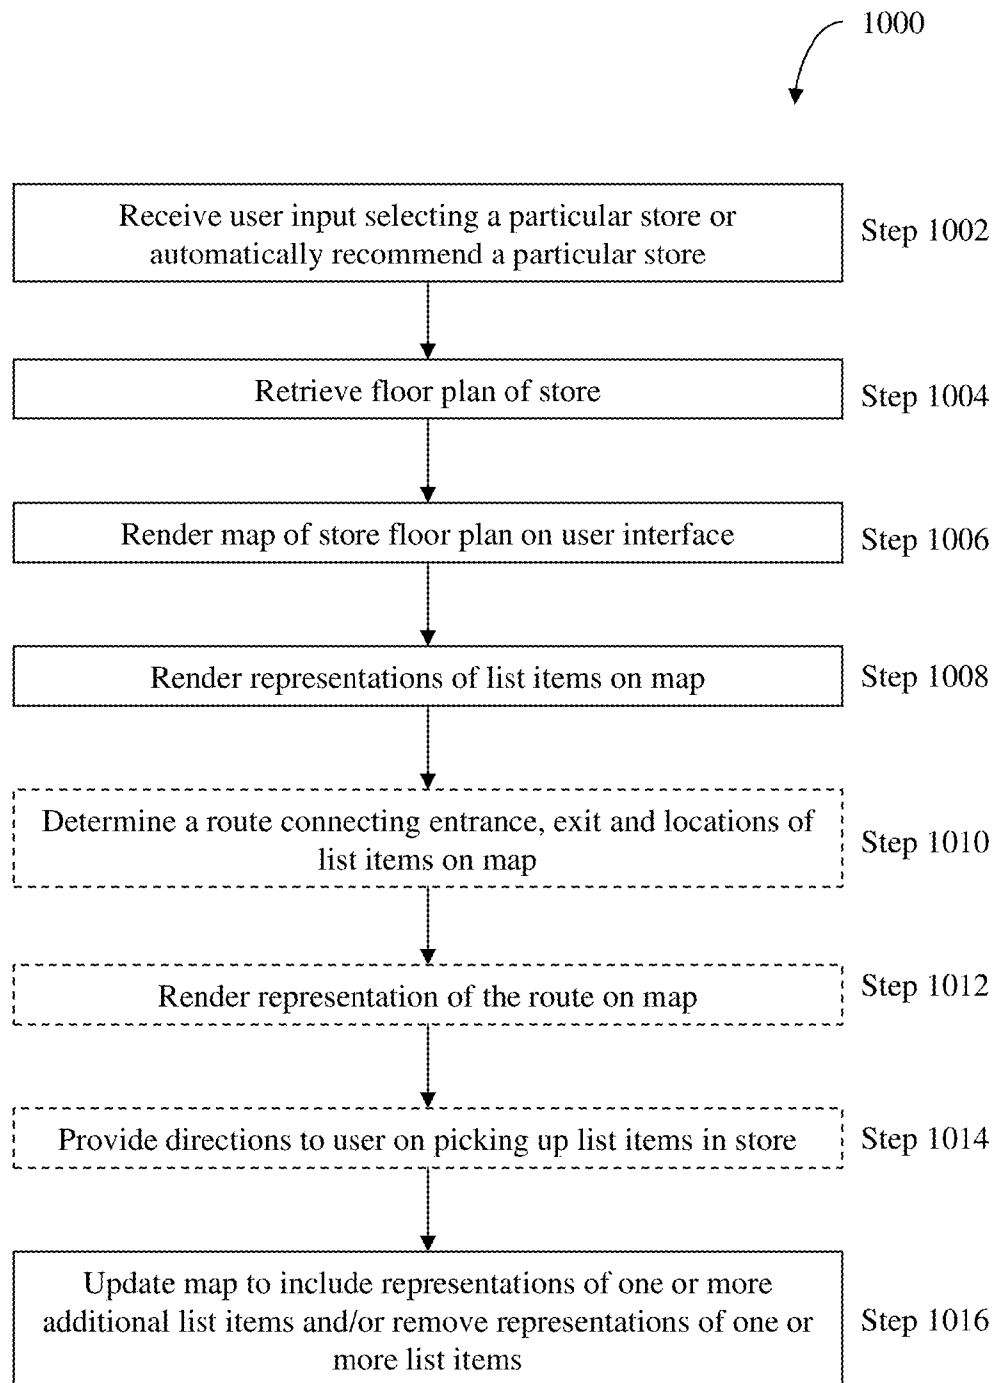 1000
Receive user input selecting a particular store or
automatically recommend a particular store
Step 1002
Retrieve floor plan of store
Step 1004
Render map of store floor plan on user interface
Step 1006
Render representations of list items on map
Step 1008
Determine a route connecting entrance, exit and locations of
list items on map
Step 1010
Render representation of the route on map
Step 1012
Provide directions to user on picking up list items in store
Step 1014
Update map to include representations of one or more
additional list items and/or remove representations of one or
more list items
Step 1016